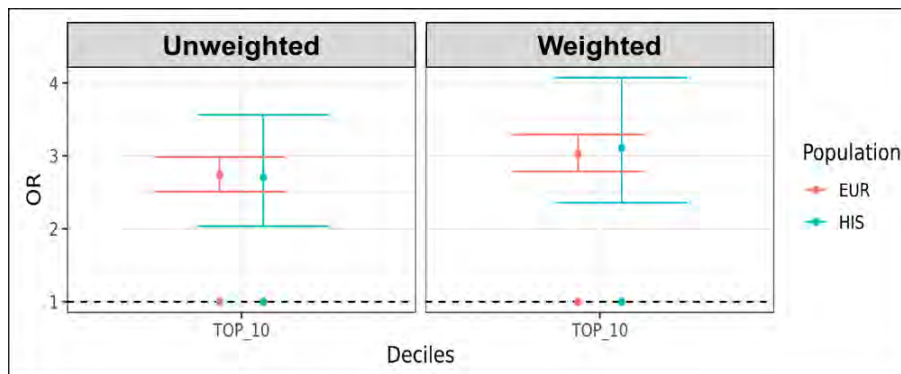 Unweighted
Weighted
4
3
2
1
OR
TOP_10
TOP_10
Deciles
Population
EUR
HIS